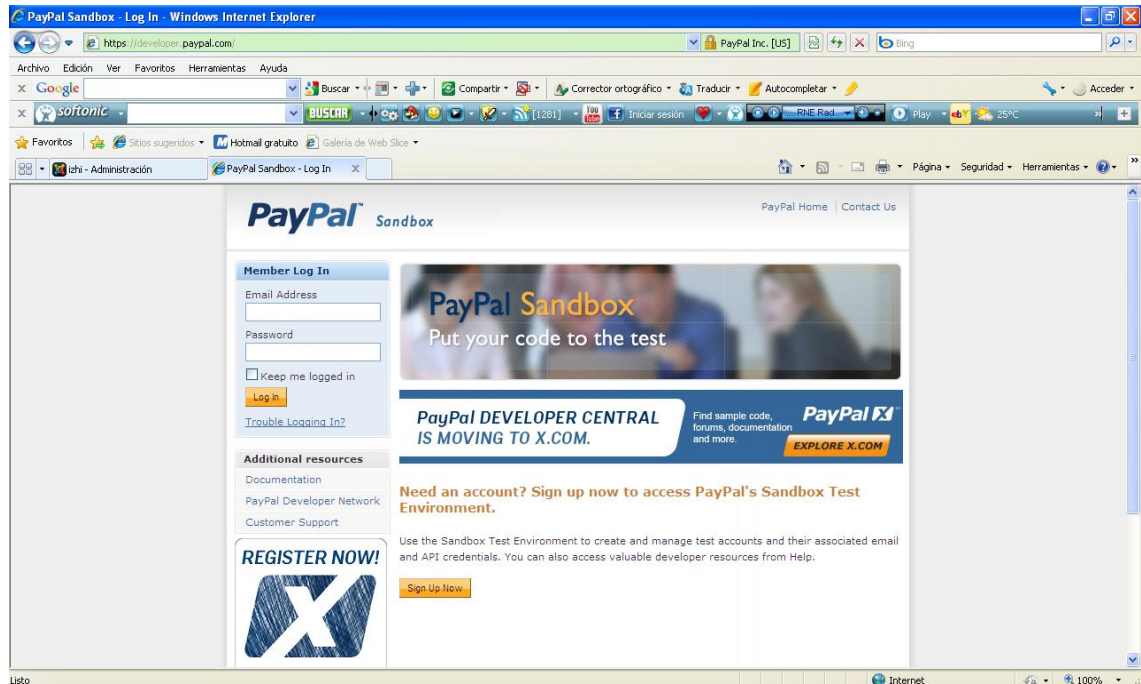 PayPal Sandbox - Log In - Windows Internet Explorer
https://developer.paypal.com/
PayPal Inc. [US]
Bing
Archivo Edición Ver Favoritos Herramientas Ayuda
x Google
Buscar
Compartir
Corrector ortográfico
Traducir
Autocompletar
Acceder
x softonic
BUSCAR
[1281]
You Tube
Iniciar sesión
.....RNE Rad...
Play
ebY
25°C
Favoritos
Sitios sugeridos
Hotmail gratuito
Galería de Web Slice
izhi - Administración
PayPal Sandbox - Log In
X
Página
Seguridad
Herramientas
PayPal Sandbox
PayPal Home | Contact Us
Member Log In
Email Address
Password
Keep me logged in
Log In
Trouble Logging In?
Additional resources
Documentation
PayPal Developer Network
Customer Support
REGISTER NOW!
X
PayPal Sandbox
Put your code to the test
PayPal DEVELOPER CENTRAL
IS MOVING TO X.COM.
Find sample code,
forums, documentation
and more.
PayPal X
EXPLORE X.COM
Need an account? Sign up now to access PayPal's Sandbox Test
Environment.
Use the Sandbox Test Environment to create and manage test accounts and their associated email
and API credentials. You can also access valuable developer resources from Help.
Sign Up Now
Listo
Internet
100%